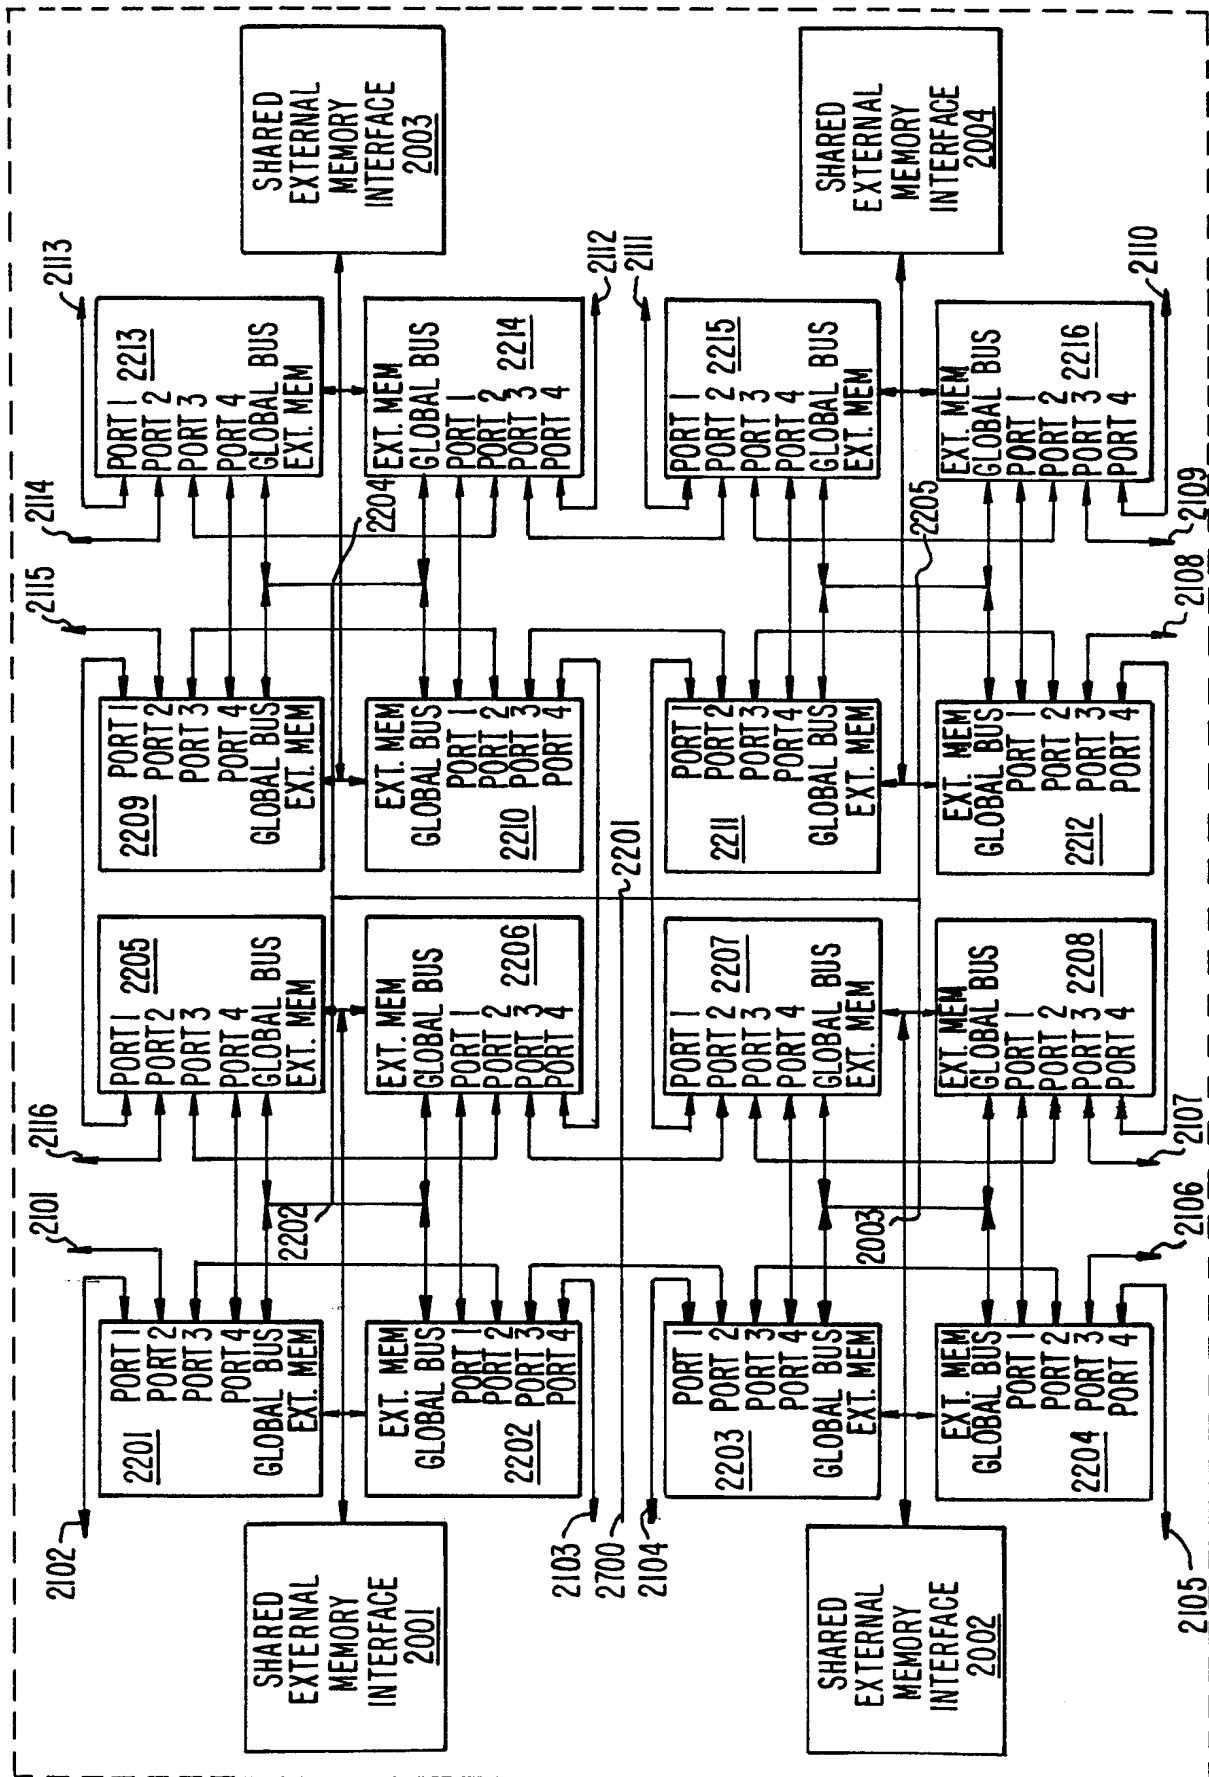 2102
2101
2116
2115
2114
2113
SHARED
EXTERNAL
MEMORY
INTERFACE
2001
PORT 1
2201
PORT 2
PORT 3
PORT 4
GLOBAL BUS
EXT. MEM
PORT 1
2205
PORT 2
PORT 3
PORT 4
GLOBAL BUS
EXT. MEM
PORT 1
2209
PORT 2
PORT 3
PORT 4
GLOBAL BUS
EXT. MEM
PORT 1
2213
PORT 2
PORT 3
PORT 4
GLOBAL BUS
EXT. MEM
SHARED
EXTERNAL
MEMORY
INTERFACE
2003
2202
2204
EXT. MEM
GLOBAL BUS
PORT 1
PORT 2
2202
PORT 3
PORT 4
EXT. MEM
GLOBAL BUS
PORT 1
PORT 2
2206
PORT 3
PORT 4
EXT. MEM
GLOBAL BUS
PORT 1
PORT 2
2210
PORT 3
PORT 4
EXT. MEM
GLOBAL BUS
PORT 1
PORT 2
2214
PORT 3
PORT 4
2103
2112
2700
2201
2104
2111
SHARED
EXTERNAL
MEMORY
INTERFACE
2002
PORT 1
PORT 2
2203
PORT 3
PORT 4
GLOBAL BUS
EXT. MEM
PORT 1
PORT 2
2207
PORT 3
PORT 4
GLOBAL BUS
EXT. MEM
PORT 1
PORT 2
2211
PORT 3
PORT 4
GLOBAL BUS
EXT. MEM
PORT 1
PORT 2
2215
PORT 3
PORT 4
GLOBAL BUS
EXT. MEM
SHARED
EXTERNAL
MEMORY
INTERFACE
2004
2003
2205
EXT. MEM
GLOBAL BUS
PORT 1
PORT 2
2204
PORT 3
PORT 4
EXT. MEM
GLOBAL BUS
PORT 1
PORT 2
2208
PORT 3
PORT 4
EXT. MEM
GLOBAL BUS
PORT 1
PORT 2
2212
PORT 3
PORT 4
EXT. MEM
GLOBAL BUS
PORT 1
PORT 2
2216
PORT 3
PORT 4
2105
2106
2107
2108
2109
2110